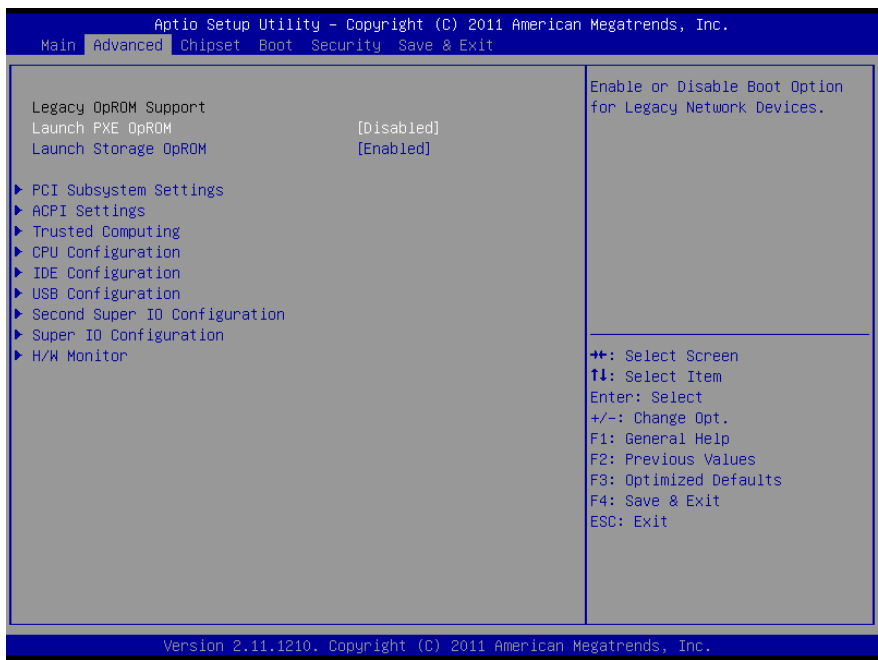 Aptio Setup Utility – Copyright (C) 2011 American Megatrends, Inc.
Main Advanced Chipset Boot Security Save & Exit
Legacy OpROM Support
Launch PXE OpROM [Disabled]
Launch Storage OpROM [Enabled]
▶ PCI Subsystem Settings
▶ ACPI Settings
▶ Trusted Computing
▶ CPU Configuration
▶ IDE Configuration
▶ USB Configuration
▶ Second Super IO Configuration
▶ Super IO Configuration
▶ H/W Monitor
Enable or Disable Boot Option
for Legacy Network Devices.
→←: Select Screen
↑↓: Select Item
Enter: Select
+/-: Change Opt.
F1: General Help
F2: Previous Values
F3: Optimized Defaults
F4: Save & Exit
ESC: Exit
Version 2.11.1210. Copyright (C) 2011 American Megatrends, Inc.